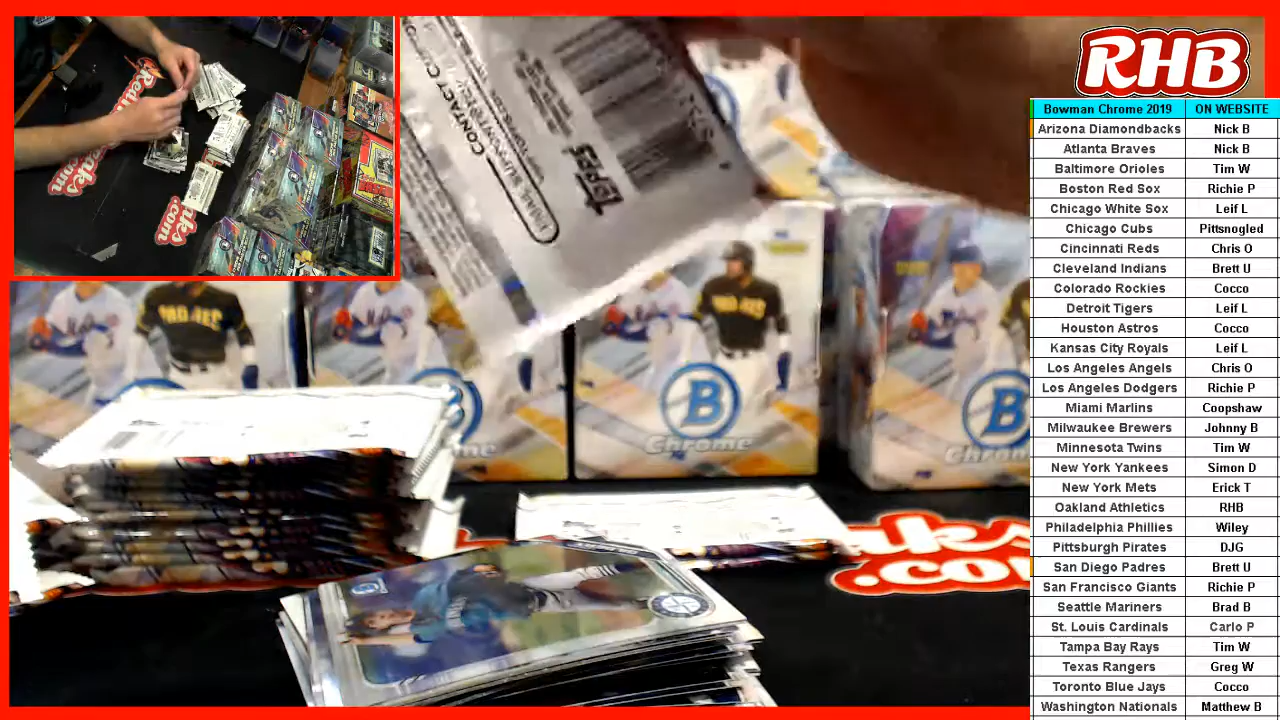 RHB
Bowman Chrome 2019 ON WEBSITE
Arizona Diamondbacks Nick B
Atlanta Braves Nick B
Baltimore Orioles Tim W
Boston Red Sox Richie P
Chicago White Sox Leif L
Chicago Cubs Pittsnogled
Cincinnati Reds Chris O
Cleveland Indians Brett U
Colorado Rockies Cocco
Detroit Tigers Leif L
Houston Astros Cocco
Kansas City Royals Leif L
Los Angeles Angels Chris O
Los Angeles Dodgers Richie P
Miami Marlins Coopshaw
Milwaukee Brewers Johnny B
Minnesota Twins Tim W
New York Yankees Simon D
New York Mets Erick T
Oakland Athletics RHB
Philadelphia Phillies Wiley
Pittsburgh Pirates DJG
San Diego Padres Brett U
San Francisco Giants Richie P
Seattle Mariners Brad B
St. Louis Cardinals Carlo P
Tampa Bay Rays Tim W
Texas Rangers Greg W
Toronto Blue Jays Cocco
Washington Nationals Matthew B
topps
CONTACT
PADRES
B
Chrome
B
Chrome
.com
.com